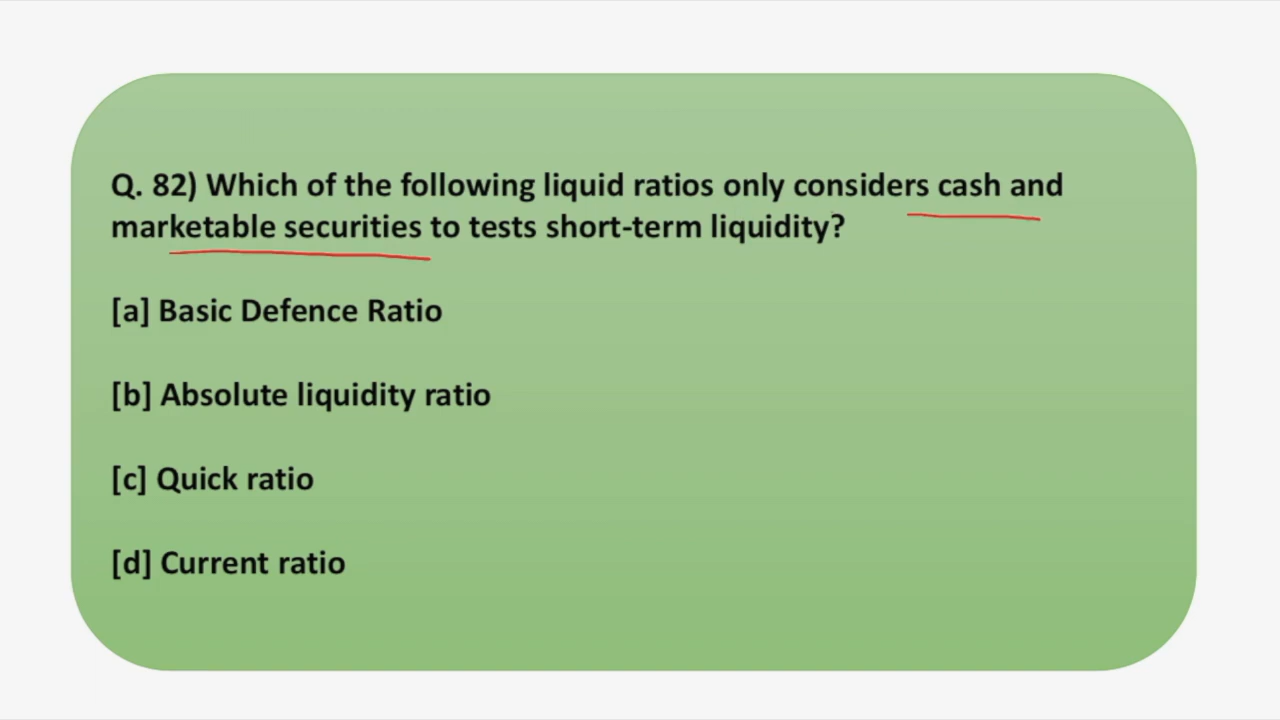 Q. 82) Which of the following liquid ratios only considers cash and
marketable securities to tests short-term liquidity?
[a] Basic Defence Ratio
[b] Absolute liquidity ratio
[c] Quick ratio
[d] Current ratio